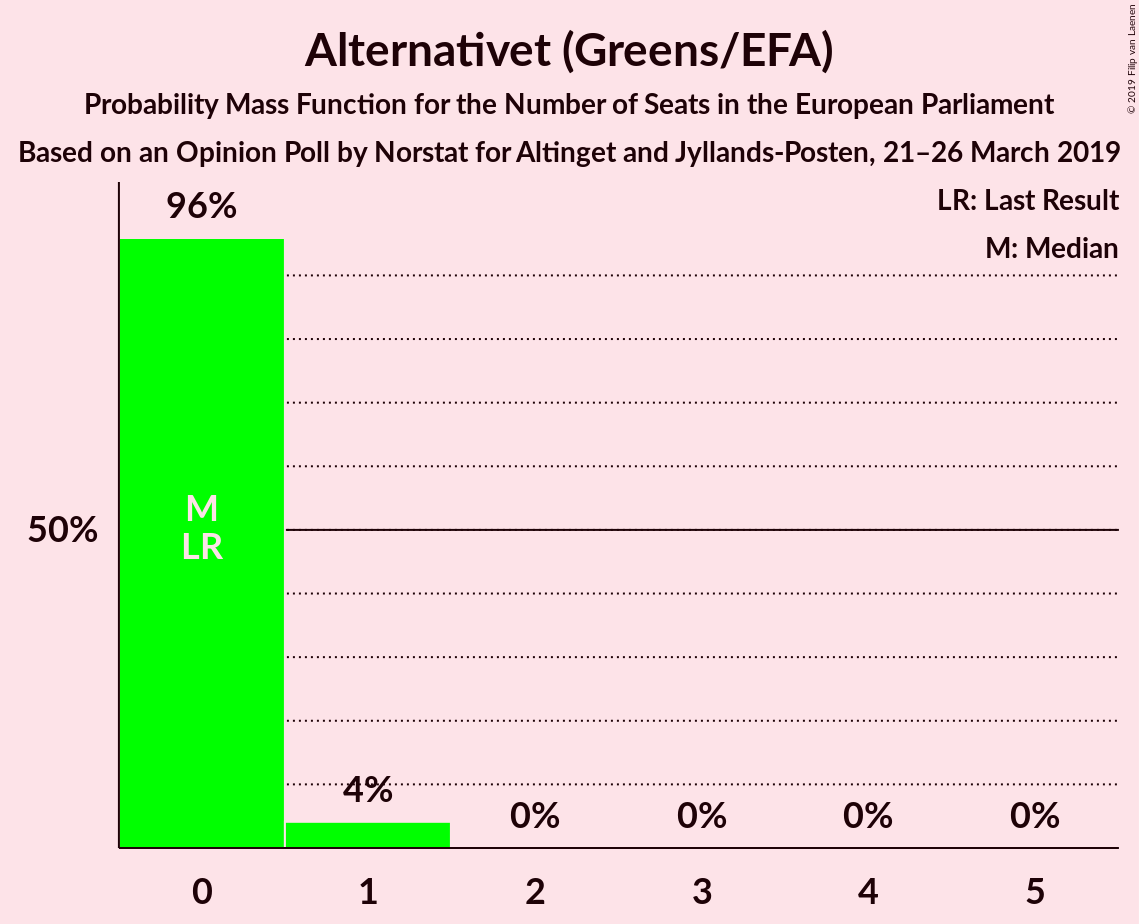 Alternativet (Greens/EFA)
Probability Mass Function for the Number of Seats in the European Parliament
Based on an Opinion Poll by Norstat for Altinget and Jyllands-Posten, 21–26 March 2019
© 2019 Filip van Laenen
LR: Last Result
M: Median
96%
M
LR
50%
4%
0%
0%
0%
0%
0
1
2
3
4
5